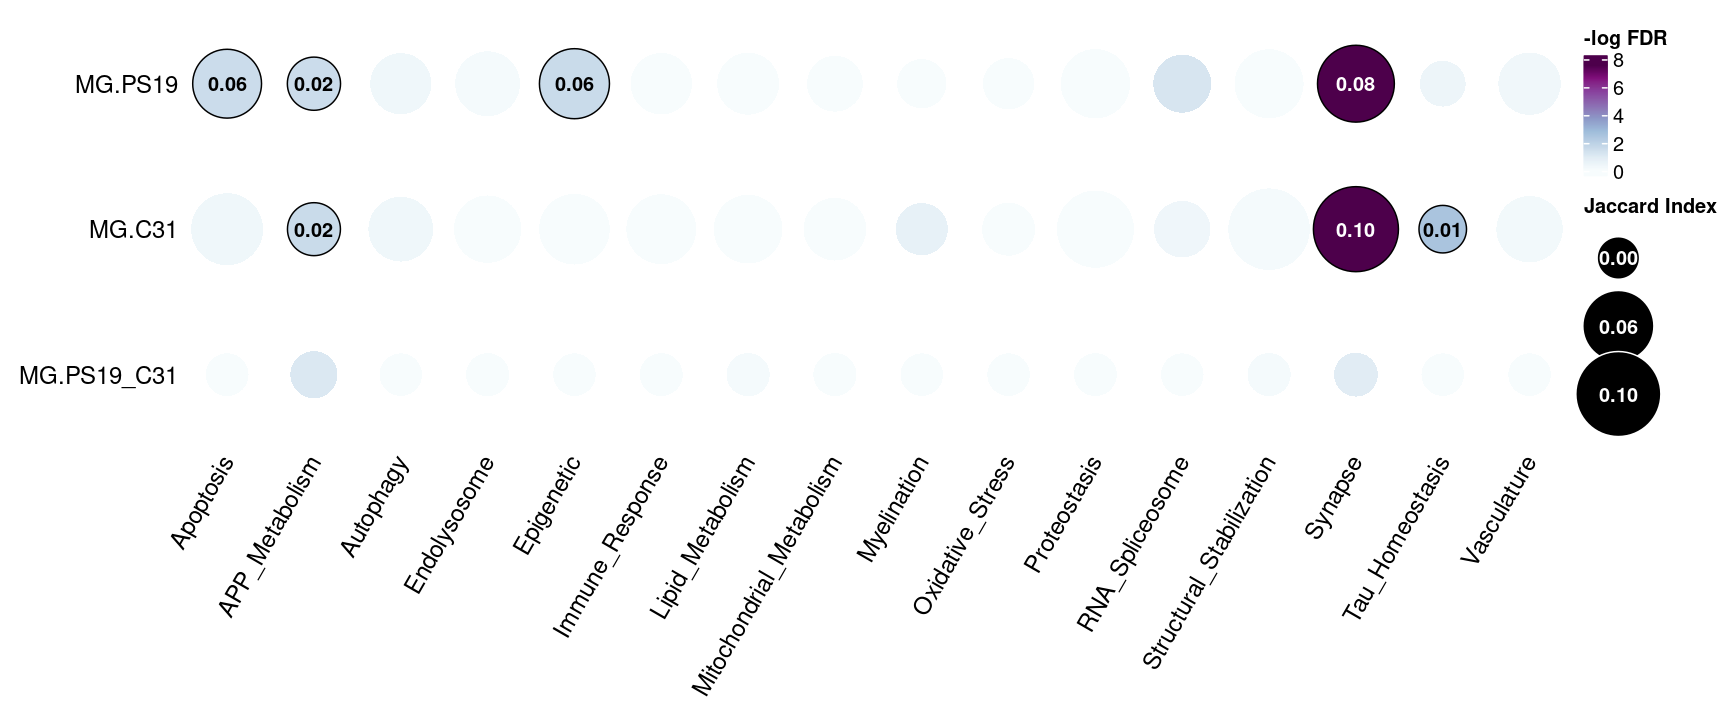 -log FDR
8
6
4
2
0
Jaccard Index
0.00
0.06
0.10
MG.PS19
0.06
0.02
0.06
0.08
MG.C31
0.02
0.10
0.01
MG.PS19_C31
Apoptosis
APP_Metabolism
Autophagy
Endolysosome
Epigenetic
Immune_Response
Lipid_Metabolism
Mitochondrial_Metabolism
Myelination
Oxidative_Stress
Proteostasis
RNA_Spliceosome
Structural_Stabilization
Synapse
Tau_Homeostasis
Vasculature